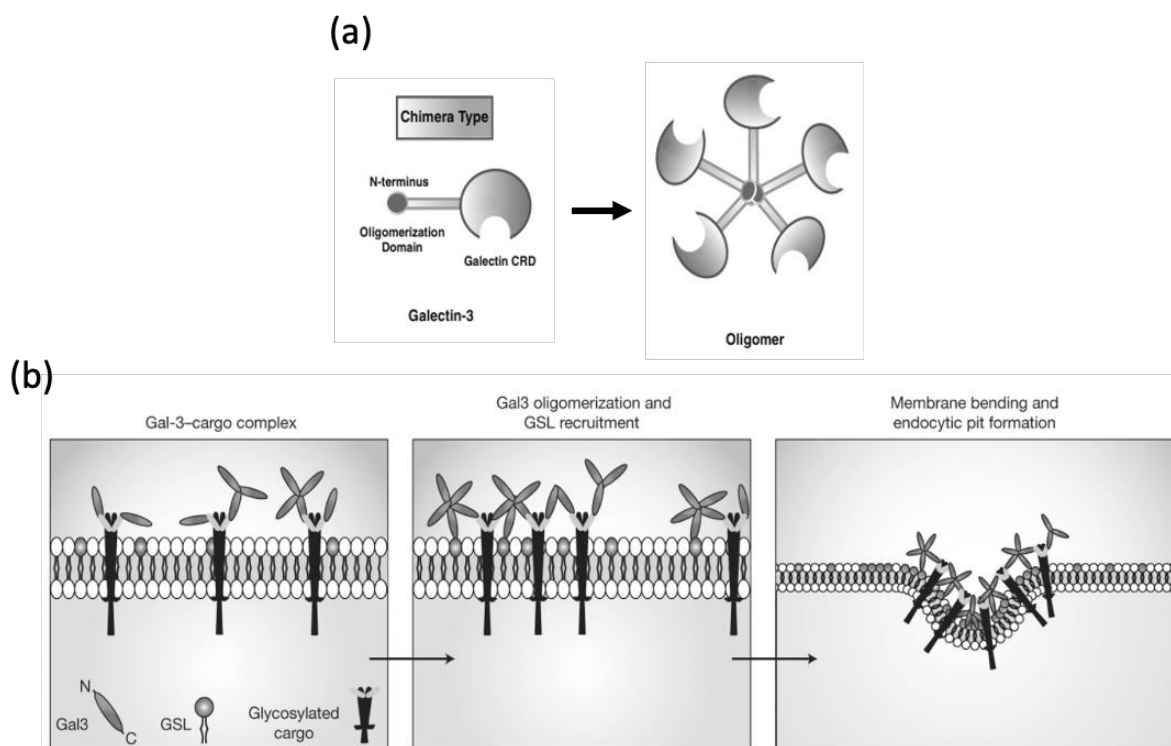 (a)
Chimera Type
N-terminus
Oligomerization
Domain
Galectin CRD
Galectin-3
Oligomer
(b)
Gal-3–cargo complex
Gal3 oligomerization and
GSL recruitment
Membrane bending and
endocytic pit formation
N
Gal3
C
GSL
Glycosylated
cargo